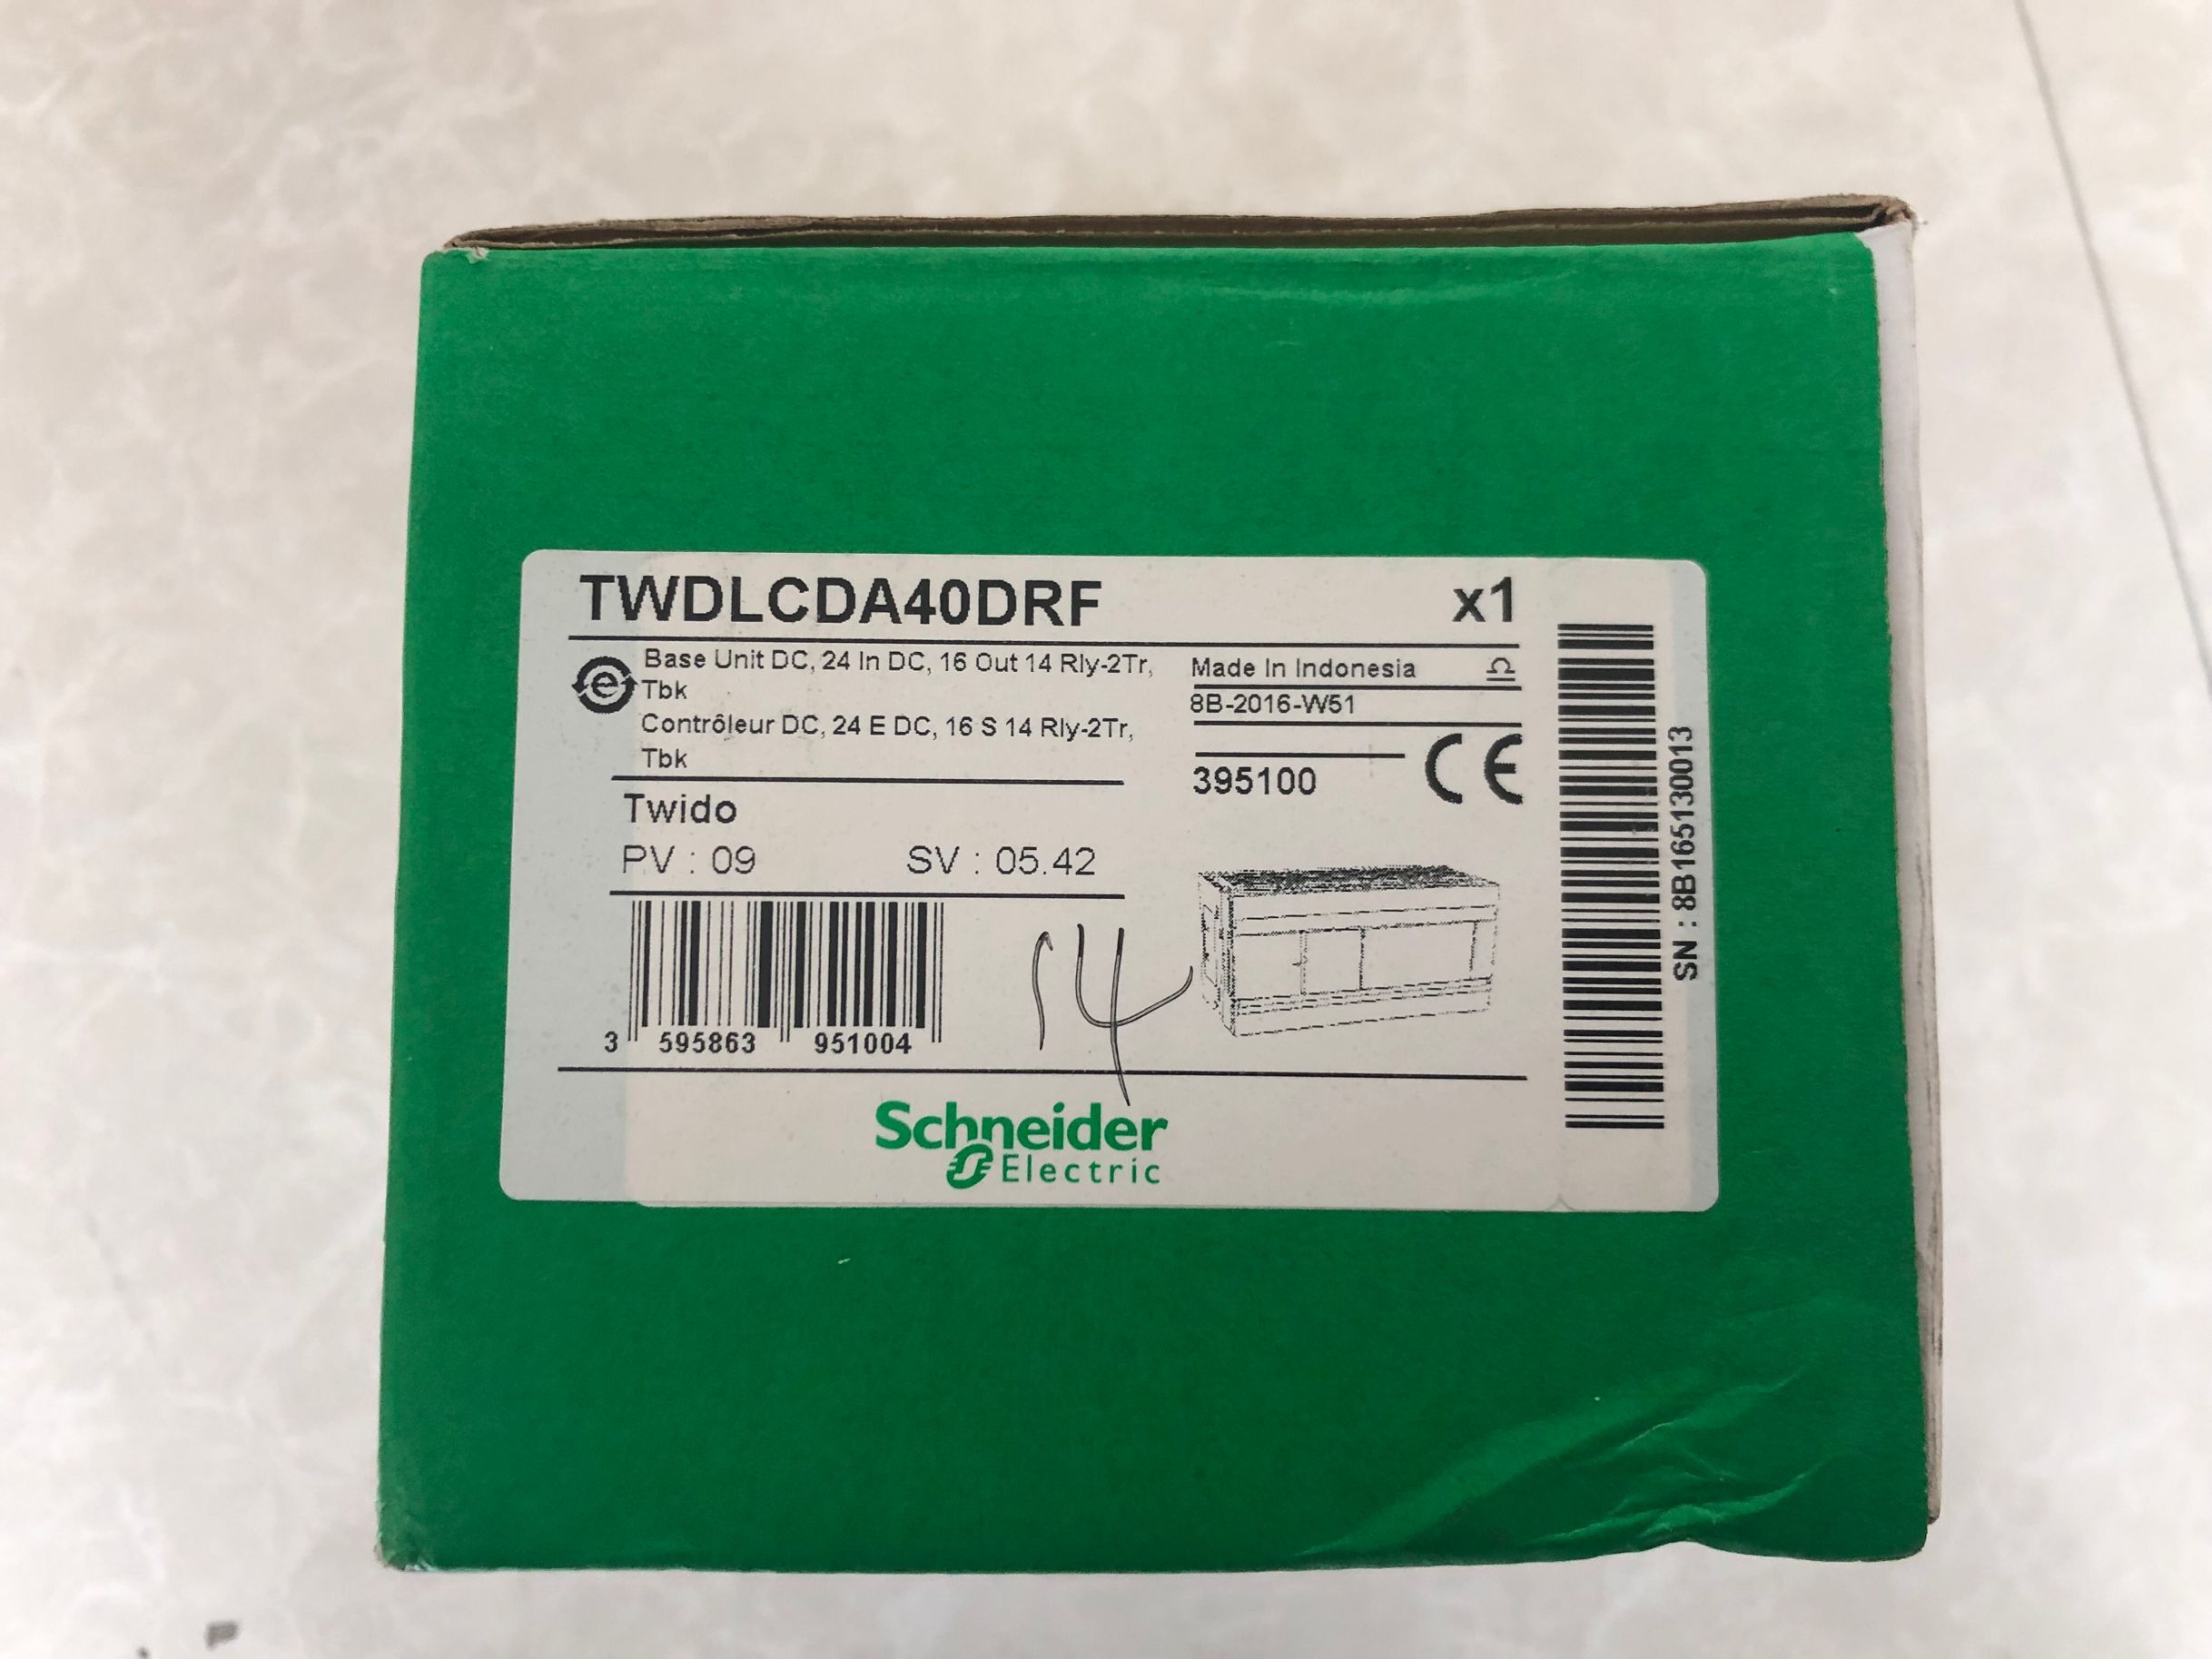 TWDLCDA40DRF x1
Base Unit DC, 24 In DC, 16 Out 14 Rly-2Tr,
Tbk
Contrôleur DC, 24 E DC, 16 S 14 Rly-2Tr,
Tbk
Made In Indonesia
8B-2016-W51
395100
CE
Twido
PV : 09 SV : 05.42
3 595863 951004
14
SN : 8B165130013
Schneider
Electric